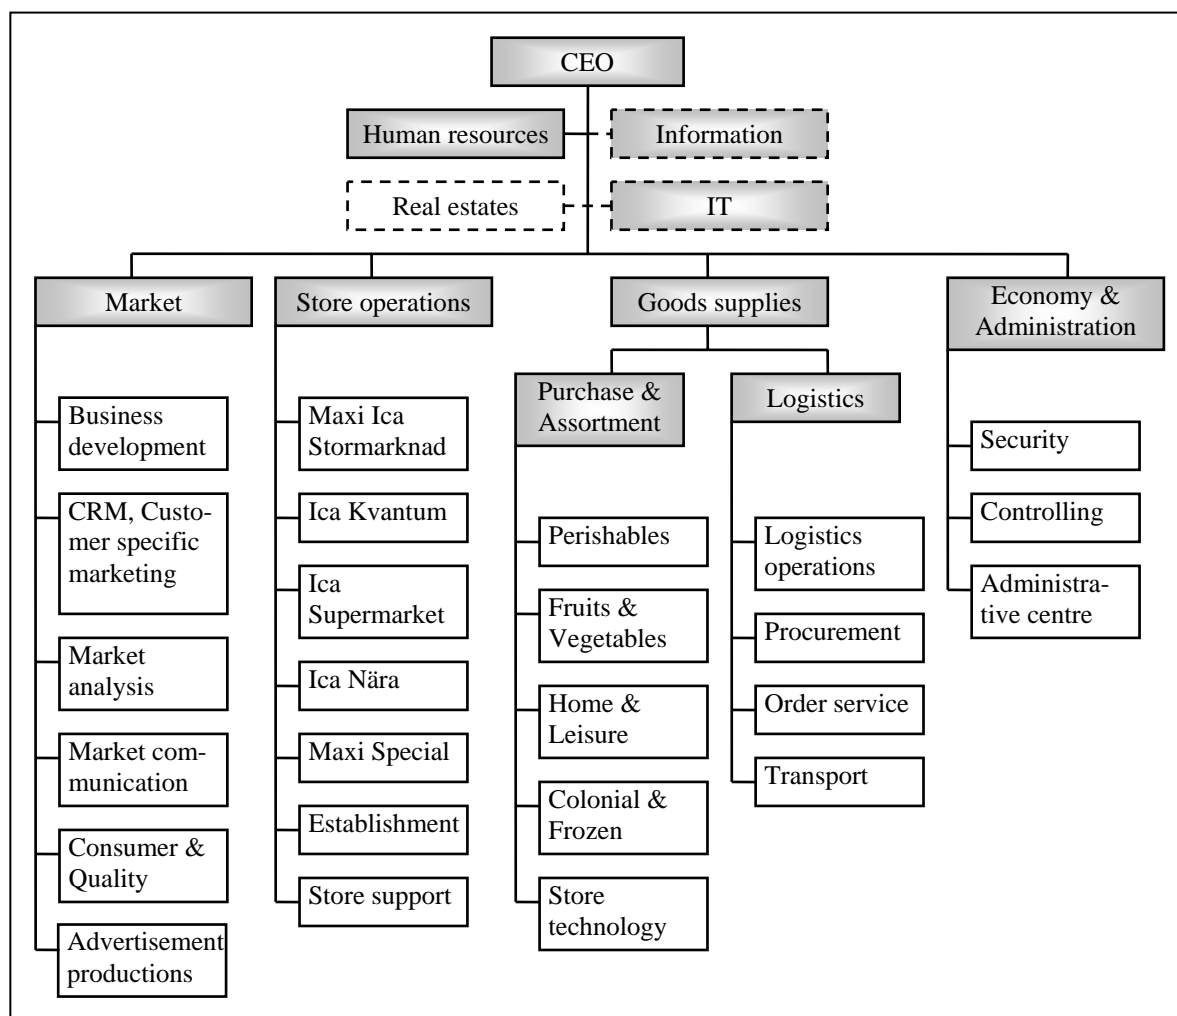 CEO
Human resources
Information
Real estates
IT
Market
Store operations
Goods supplies
Economy &
Administration
Purchase &
Assortment
Logistics
Business
development
CRM, Custo-
mer specific
marketing
Market
analysis
Market com-
munication
Consumer &
Quality
Advertisement
productions
Maxi Ica
Stormarknad
Ica Kvantum
Ica
Supermarket
Ica Nära
Maxi Special
Establishment
Store support
Perishables
Fruits &
Vegetables
Home &
Leisure
Colonial &
Frozen
Store
technology
Logistics
operations
Procurement
Order service
Transport
Security
Controlling
Administra-
tive centre